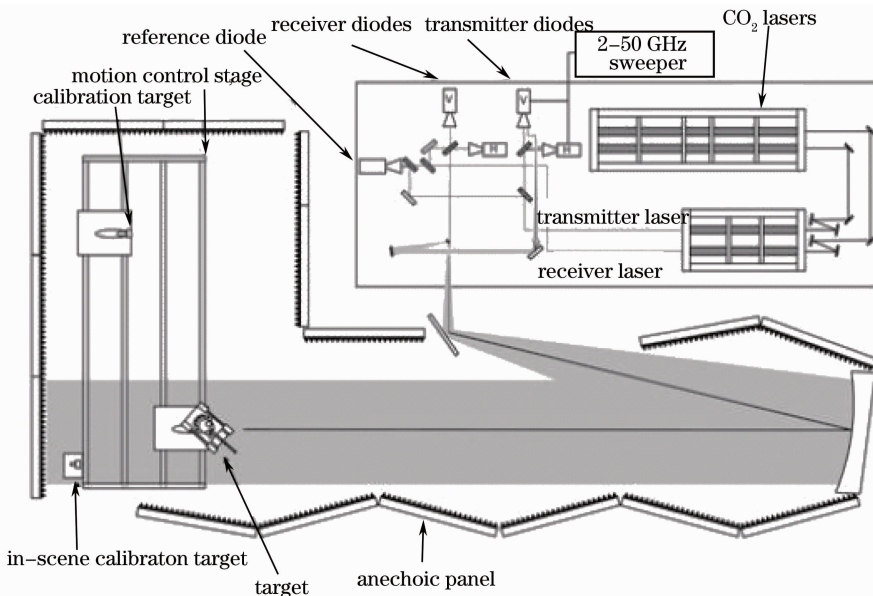 receiver diodes
transmitter diodes
CO2 lasers
reference diode
2–50 GHz
sweeper
motion control stage
calibration target
V
V
H
H
transmitter laser
receiver laser
in–scene calibraton target
target
anechoic panel